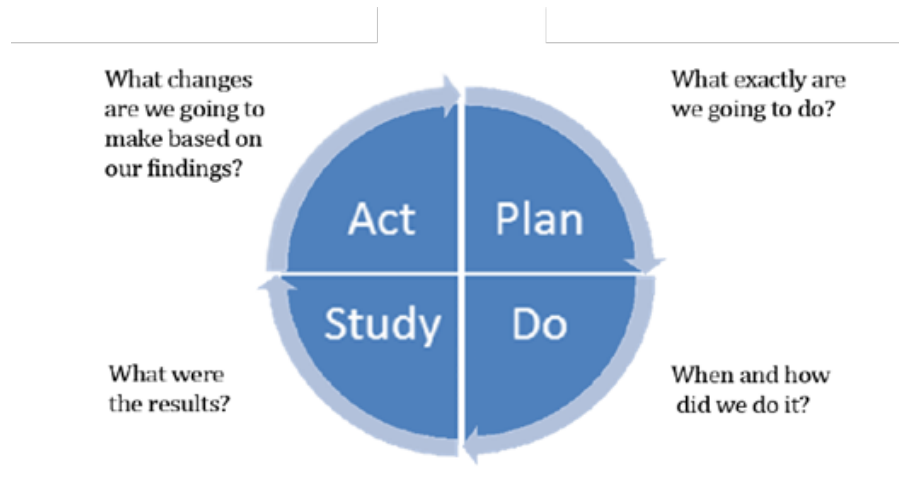 What changes
are we going to
make based on
our findings?
What exactly are
we going to do?
Act
Plan
Study
Do
What were
the results?
When and how
did we do it?